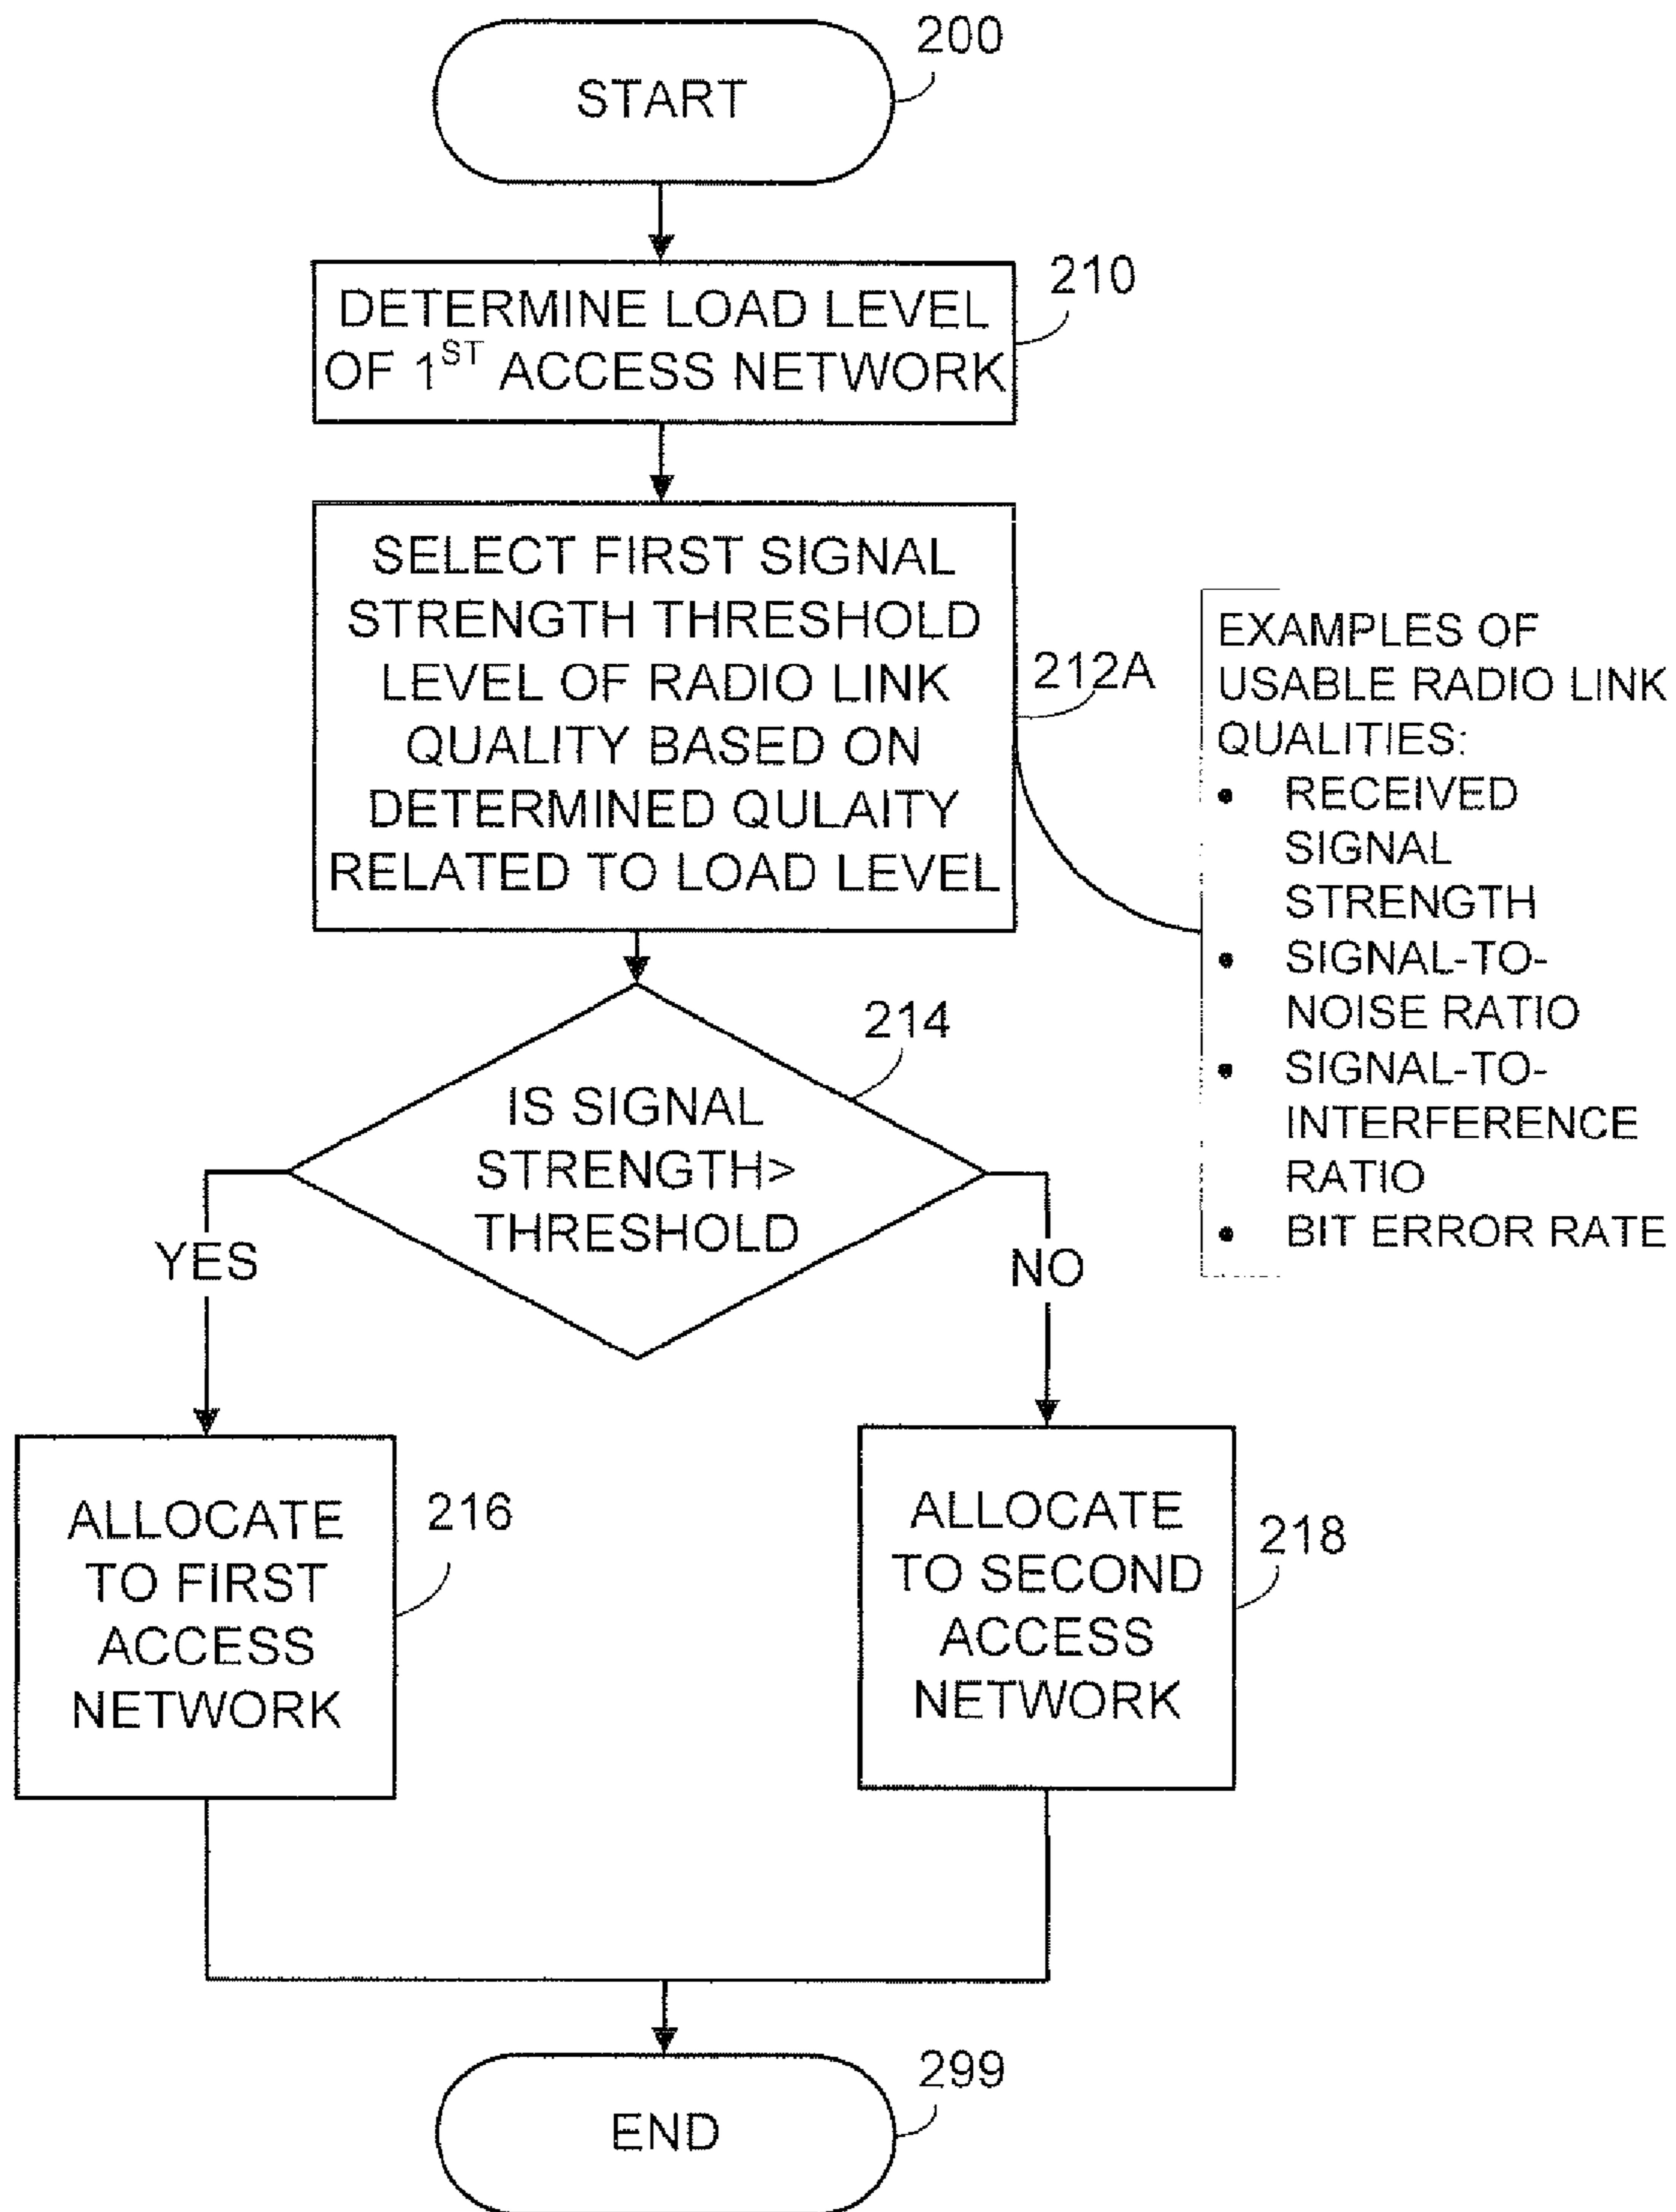 START
200
DETERMINE LOAD LEVEL
OF 1ST ACCESS NETWORK
210
SELECT FIRST SIGNAL
STRENGTH THRESHOLD
LEVEL OF RADIO LINK
QUALITY BASED ON
DETERMINED QULAITY
RELATED TO LOAD LEVEL
212A
EXAMPLES OF
USABLE RADIO LINK
QUALITIES:
• RECEIVED
SIGNAL
STRENGTH
• SIGNAL-TO-
NOISE RATIO
• SIGNAL-TO-
INTERFERENCE
RATIO
• BIT ERROR RATE
IS SIGNAL
STRENGTH>
THRESHOLD
214
YES
NO
ALLOCATE
TO FIRST
ACCESS
NETWORK
216
ALLOCATE
TO SECOND
ACCESS
NETWORK
218
END
299